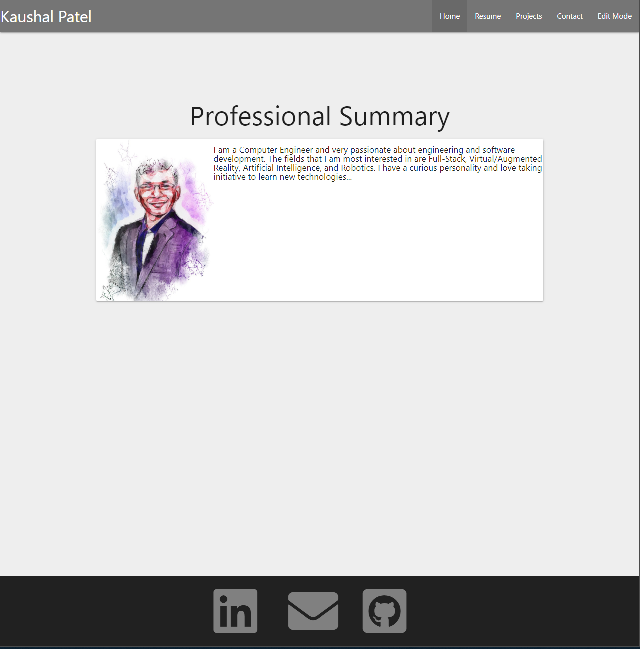 Kaushal Patel
Home Resume Projects Contact Edit Mode
Professional Summary
I am a Computer Engineer and very passionate about engineering and software
development. The fields that I am most interested in are Full-Stack, Virtual/Augmented
Reality, Artificial Intelligence, and Robotics. I have a curious personality and love taking
initiative to learn new technologies...
in